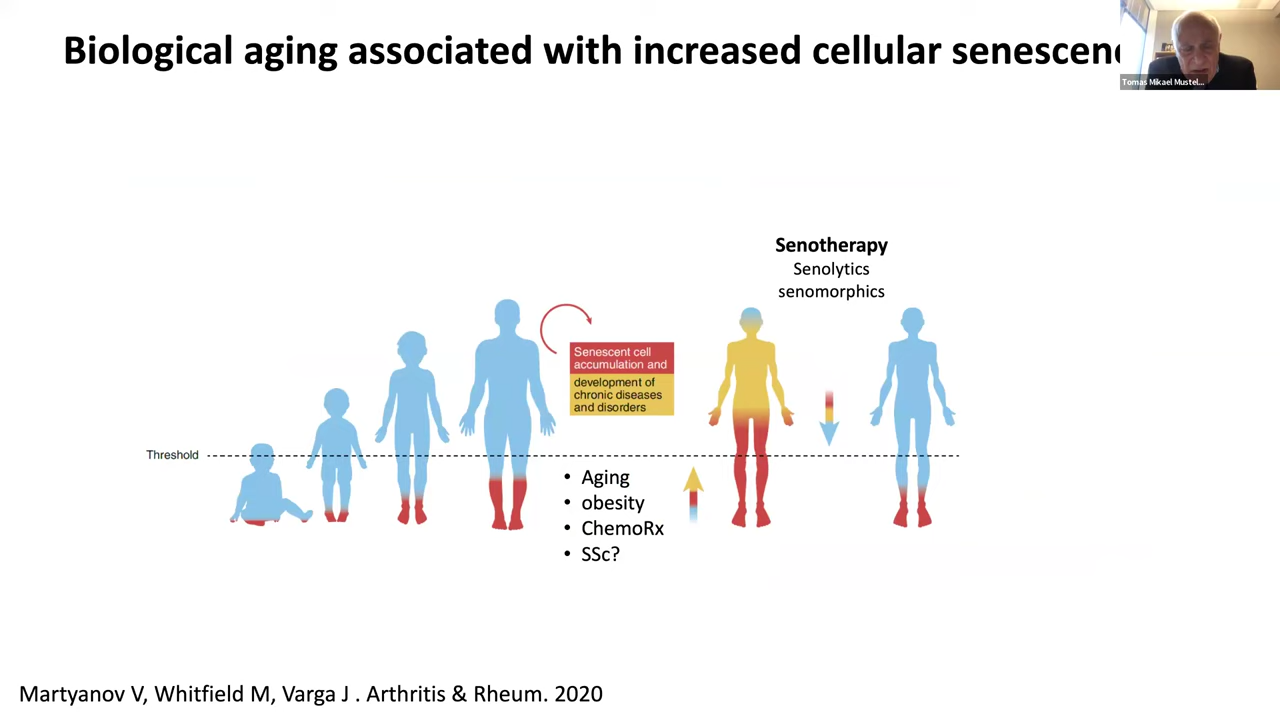 Biological aging associated with increased cellular senescenc
Tomas Mikael Mustel...
Senotherapy
Senolytics
senomorphics
Senescent cell
accumulation and
development of
chronic diseases
and disorders
Threshold
• Aging
• obesity
• ChemoRx
• SSc?
Martyanov V, Whitfield M, Varga J . Arthritis & Rheum. 2020